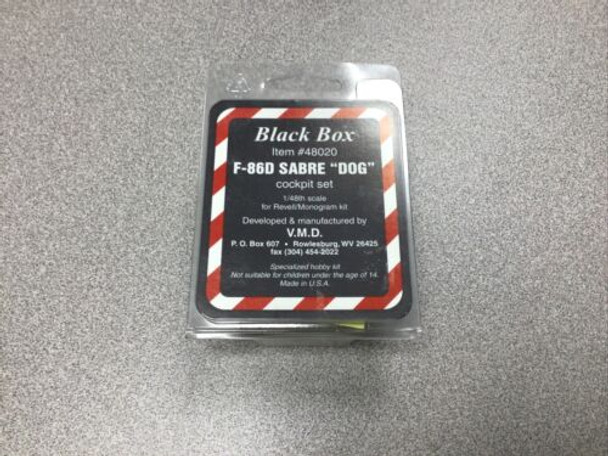 Black Box
Item #48020
F-86D SABRE "DOG"
cockpit set
1/48th scale
for Revell/Monogram kit
Developed & manufactured by
V.M.D.
P. O. Box 607 • Rowlesburg, WV 26425
fax (304) 454-2022
Specialized hobby kit
Not suitable for children under the age of 14.
Made in U.S.A.